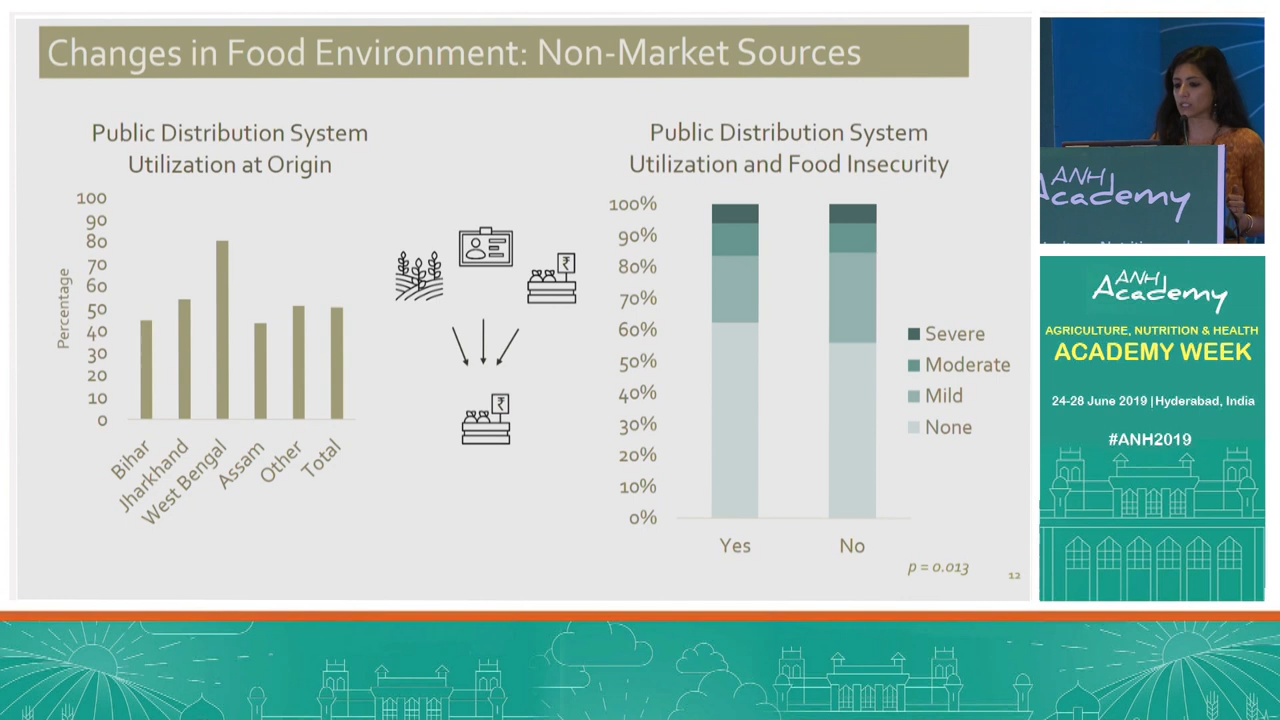 Changes in Food Environment: Non-Market Sources
Public Distribution System
Utilization at Origin
Percentage
100
90
80
70
60
50
40
30
20
10
0
Bihar
Jharkhand
West Bengal
Assam
Other
Total
₹
₹
Public Distribution System
Utilization and Food Insecurity
100%
90%
80%
70%
60%
50%
40%
30%
20%
10%
0%
Yes
No
Severe
Moderate
Mild
None
p = 0.013
12
ANH
Academy
ANH
Academy
AGRICULTURE, NUTRITION & HEALTH
ACADEMY WEEK
24-28 June 2019 | Hyderabad, India
#ANH2019